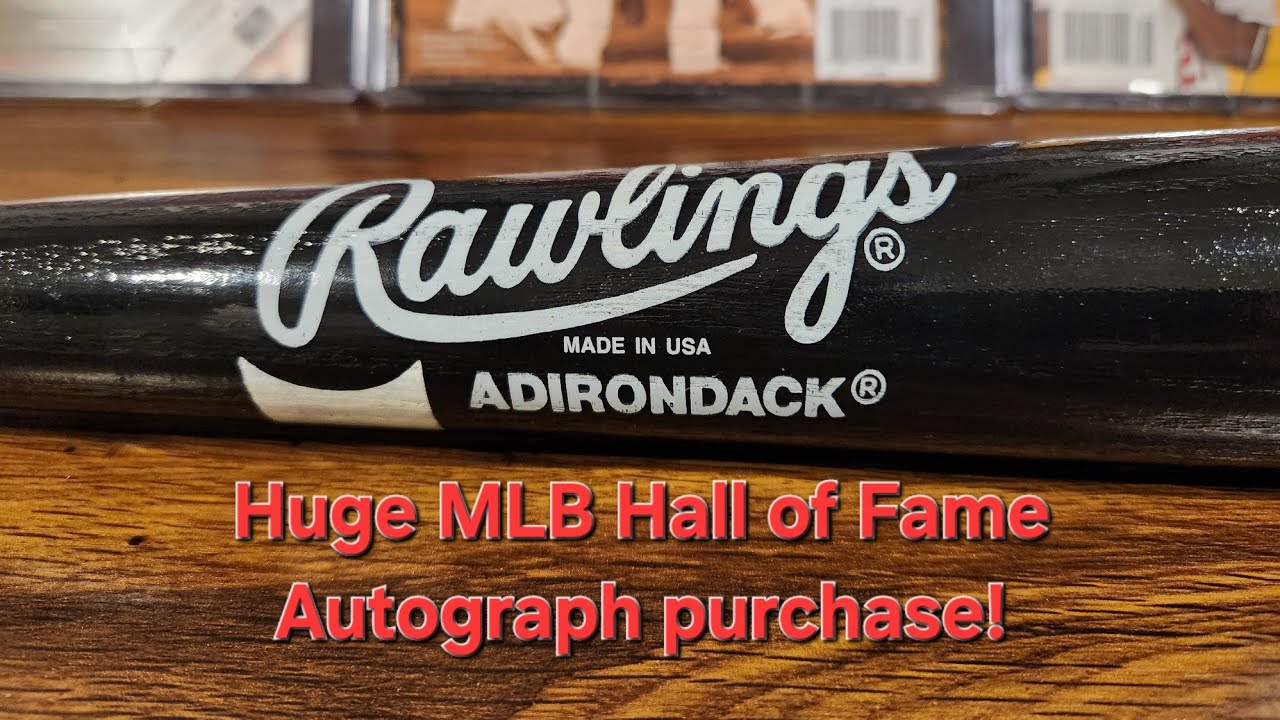 Rawlings®
MADE IN USA
ADIRONDACK®
Huge MLB Hall of Fame
Autograph purchase!